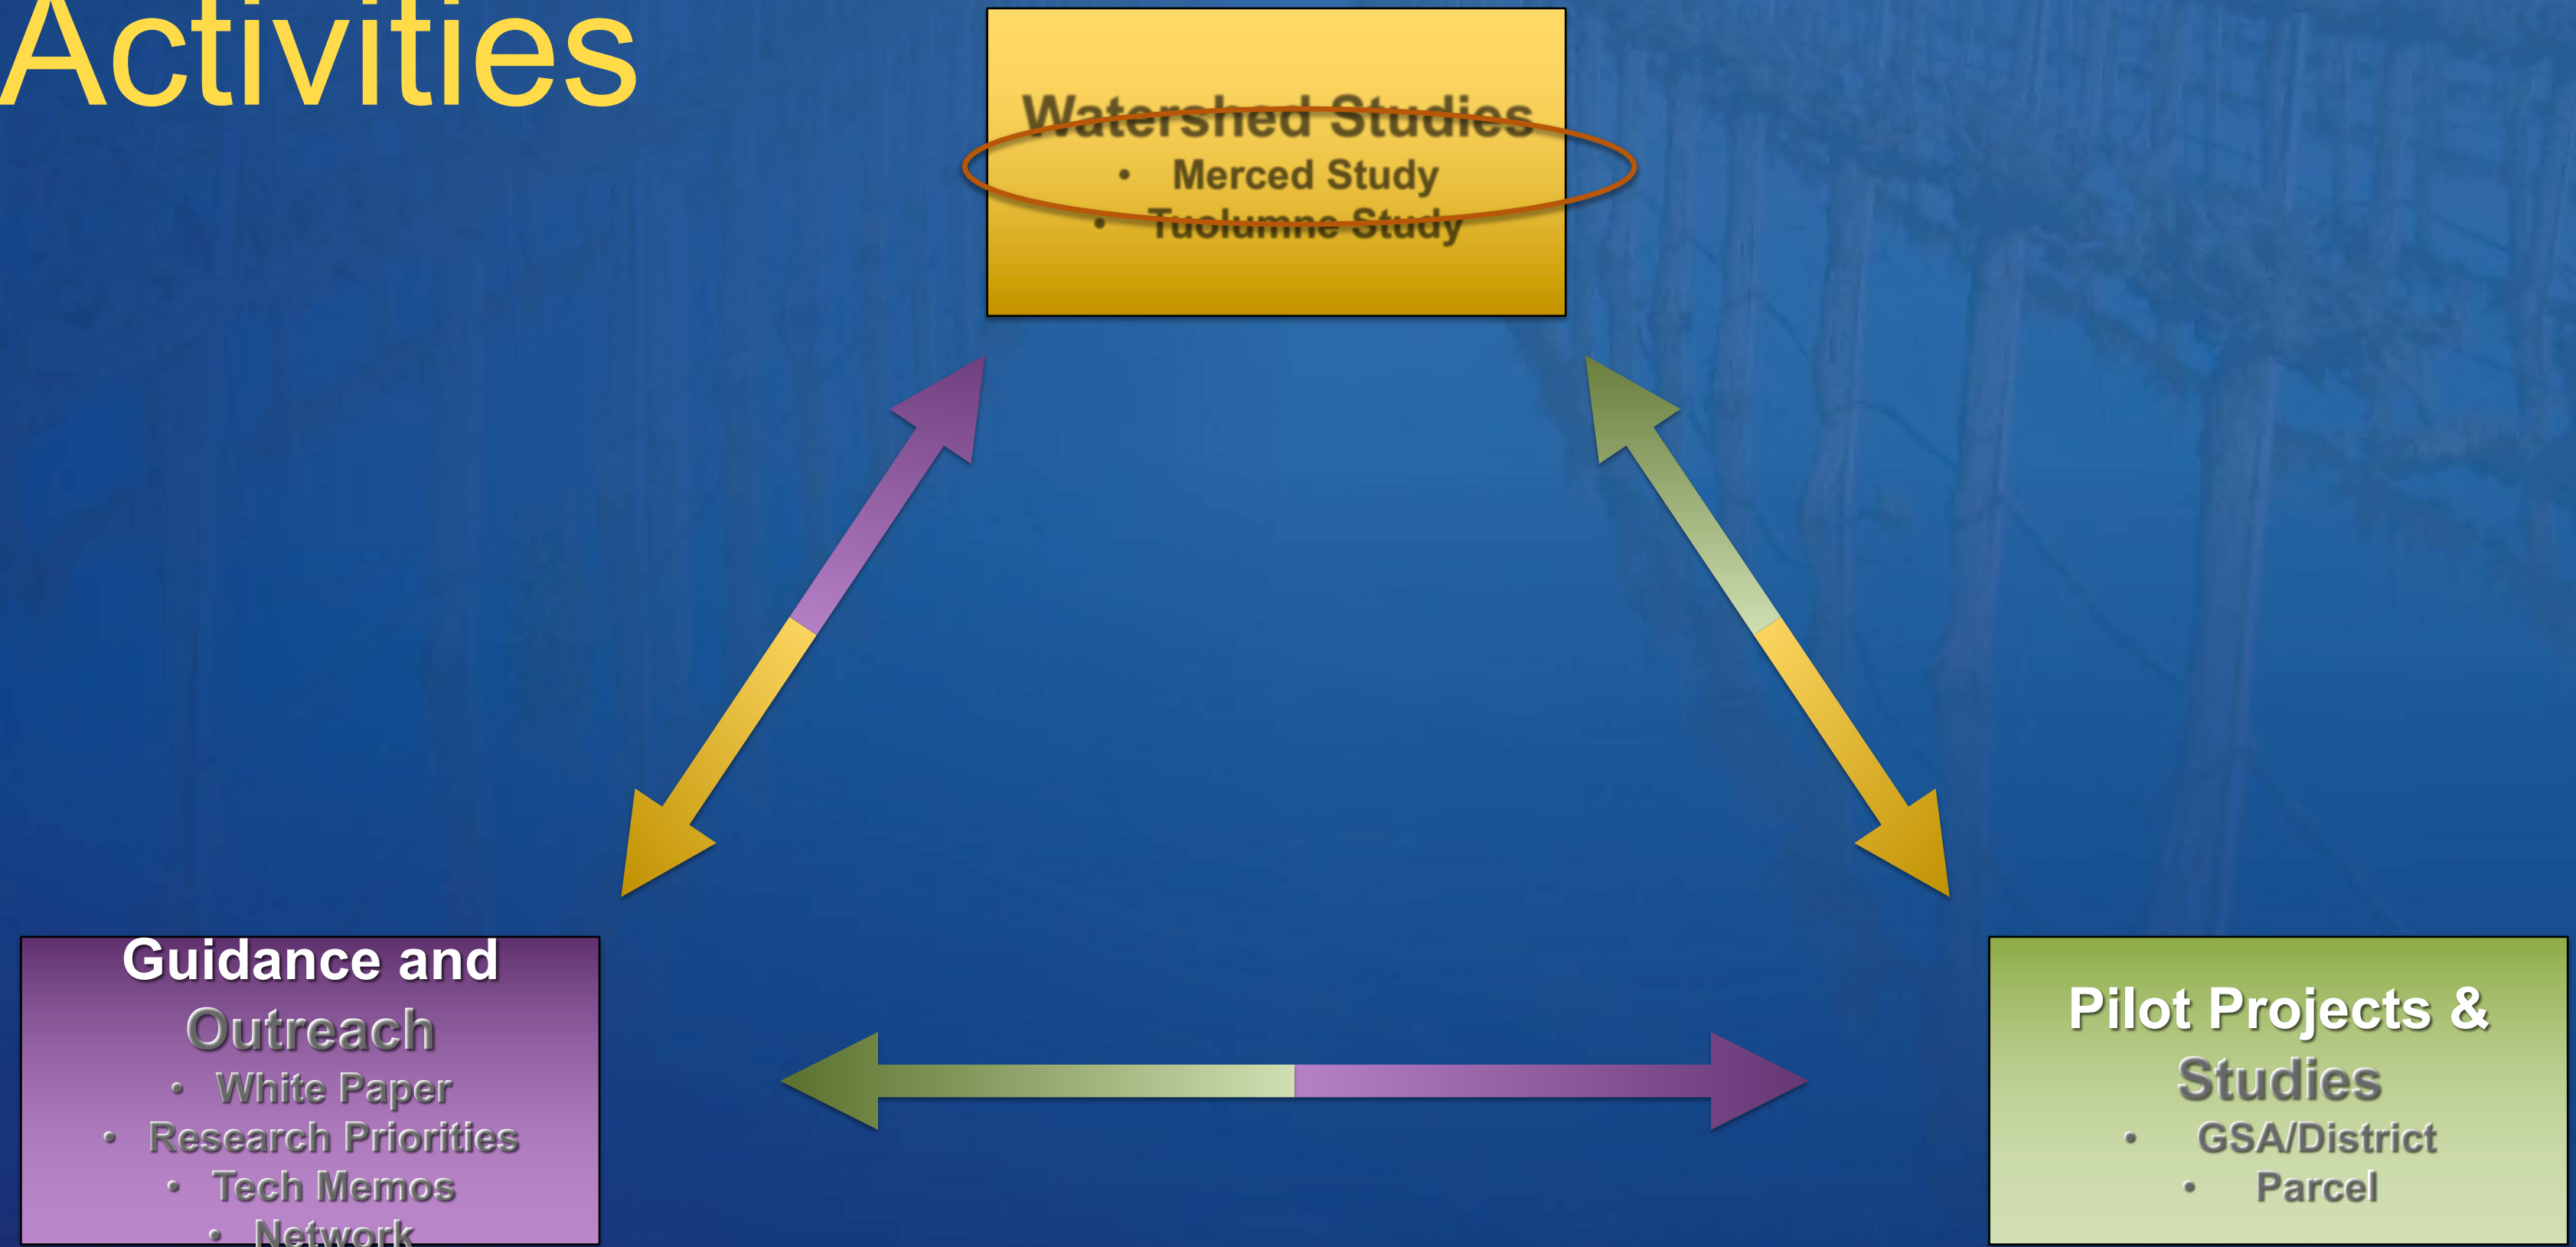 Activities
Watershed Studies
• Merced Study
• Tuolumne Study
Guidance and
Outreach
• White Paper
• Research Priorities
• Tech Memos
• Network
Pilot Projects &
Studies
• GSA/District
• Parcel